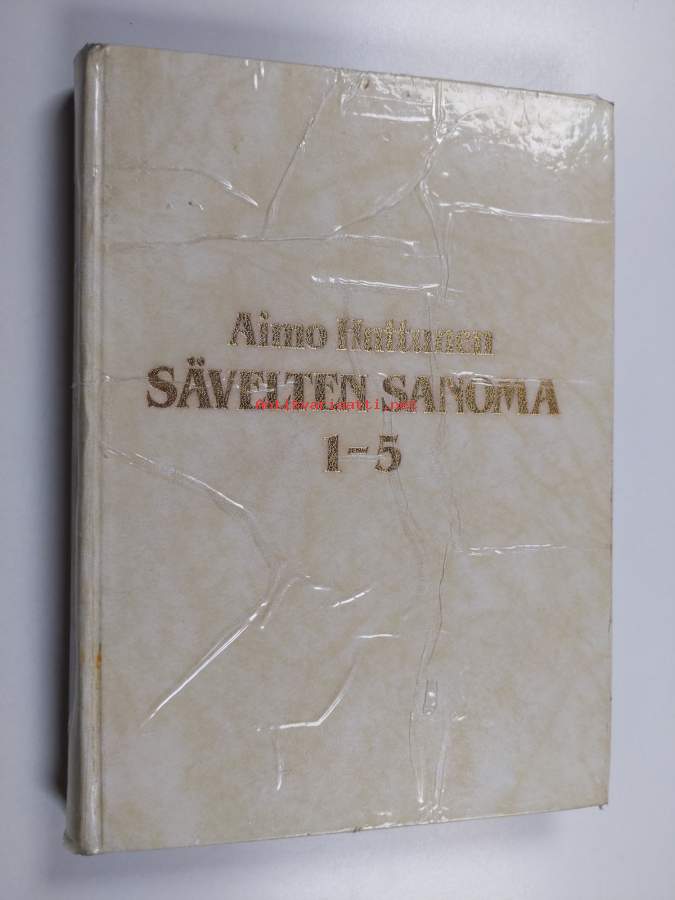 Aimo Huttunen
SÄVELTEN SANOMA
Antikvariaatti.net
1-5